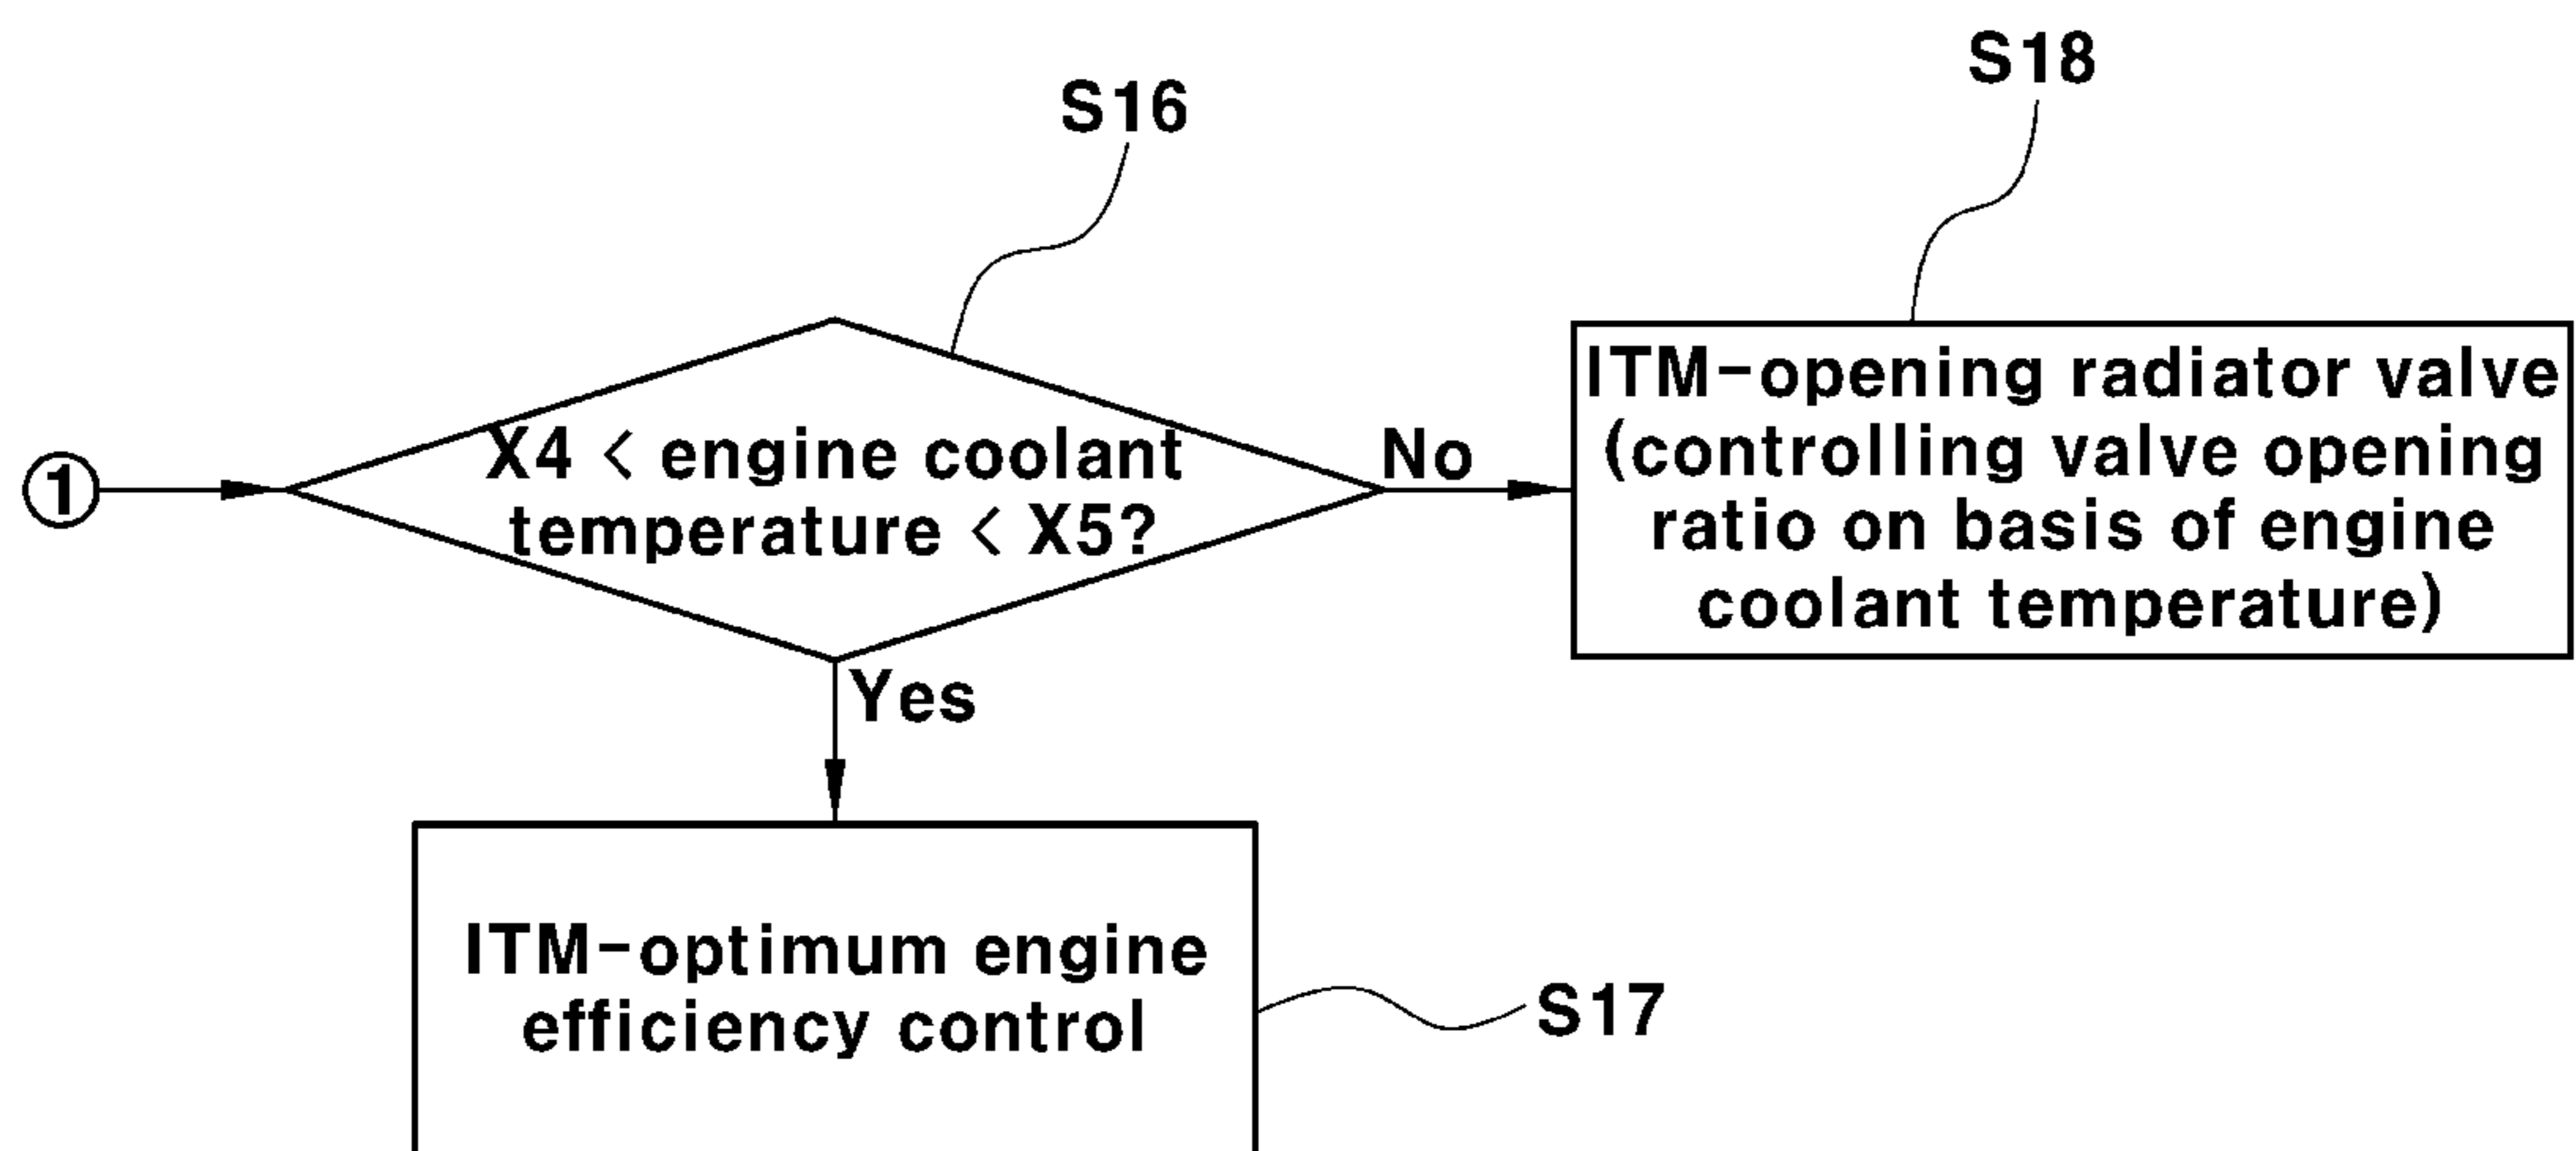 S16
S18
①
X4 < engine coolant
temperature < X5?
No
ITM-opening radiator valve
(controlling valve opening
ratio on basis of engine
coolant temperature)
Yes
ITM-optimum engine
efficiency control
S17